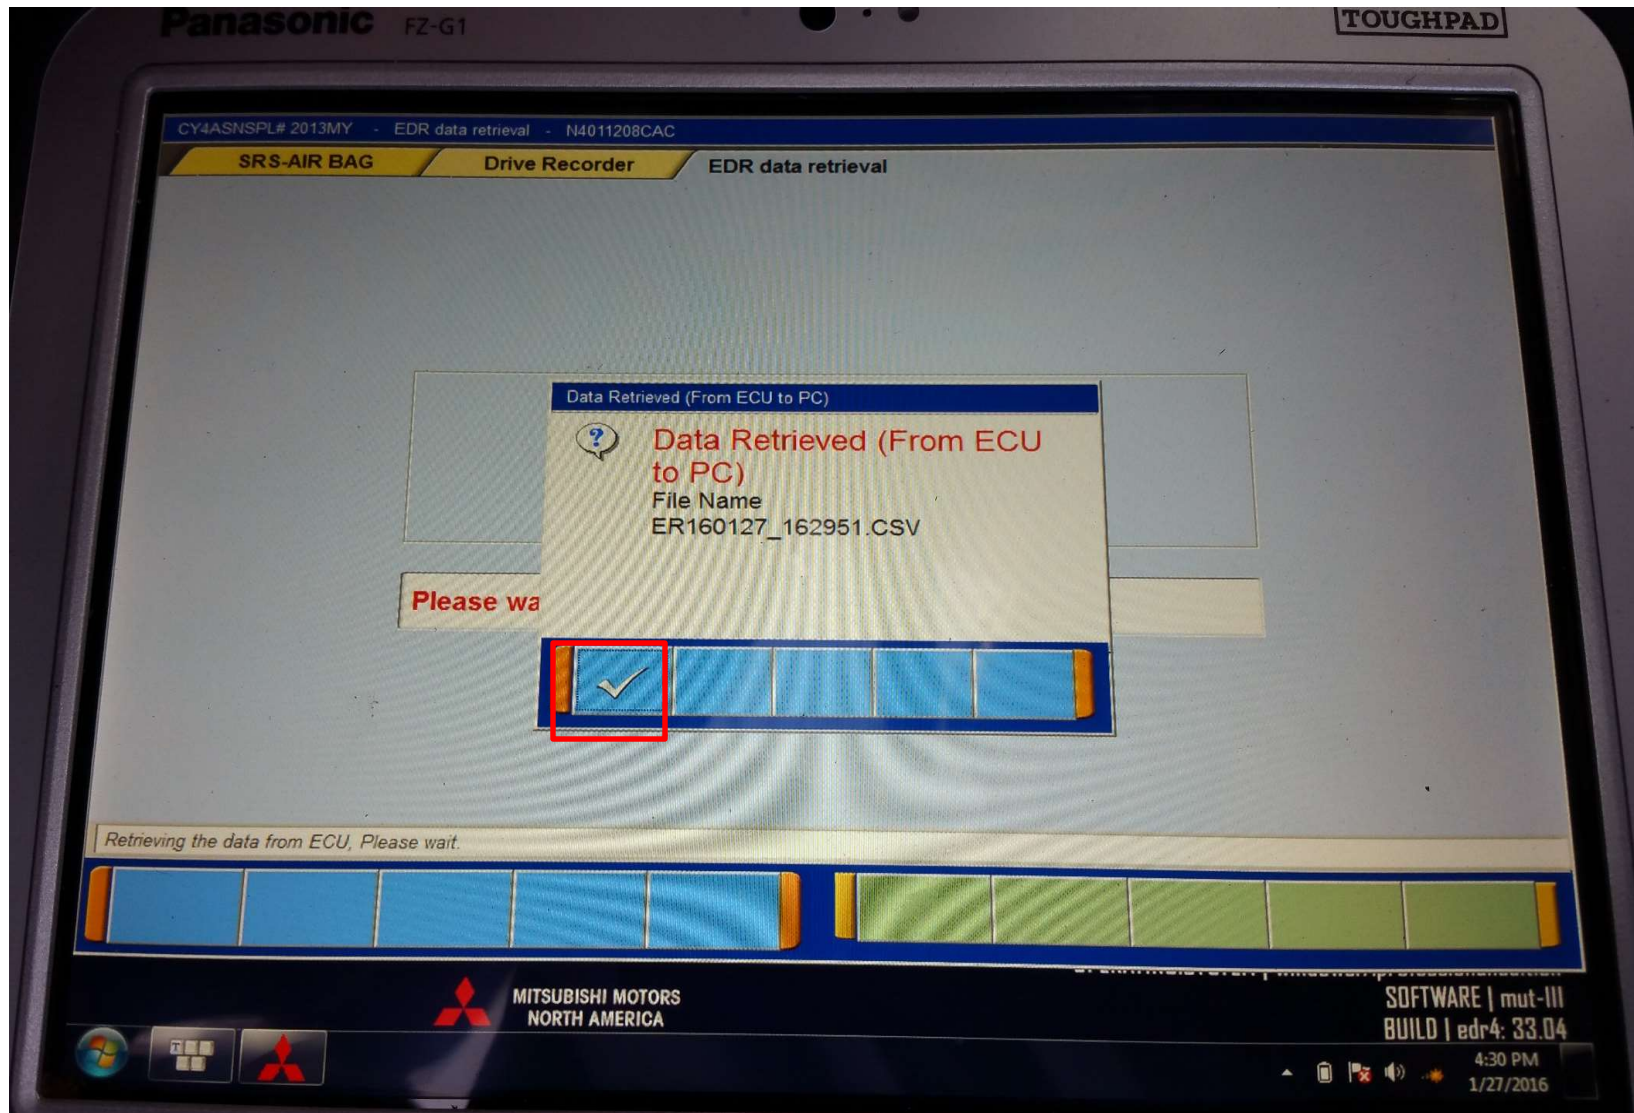 Panasonic FZ-G1
TOUGHPAD
CY4ASNSPL# 2013MY - EDR data retrieval - N4011208CAC
SRS-AIR BAG
Drive Recorder
EDR data retrieval
Data Retrieved (From ECU to PC)
Data Retrieved (From ECU
to PC)
File Name
ER160127_162951.CSV
Please wa
Retrieving the data from ECU, Please wait.
MITSUBISHI MOTORS
NORTH AMERICA
SOFTWARE | mut-III
BUILD | edr4: 33.04
4:30 PM
1/27/2016